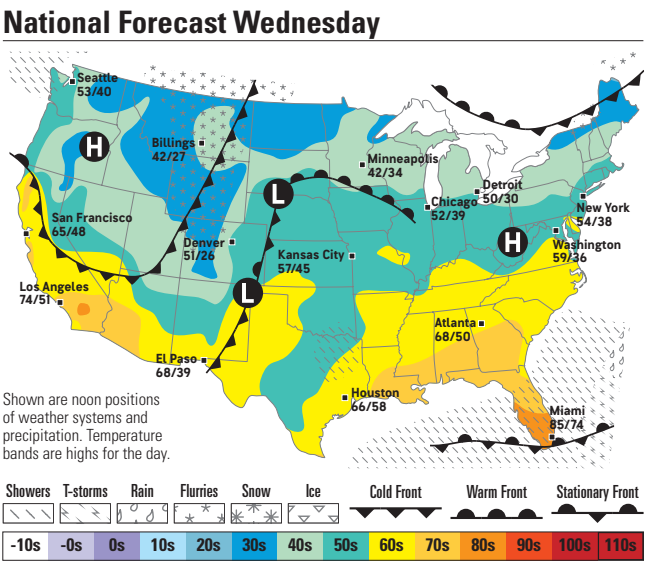 National Forecast Wednesday
Seattle
53/40
H
Billings
42/27
Minneapolis
42/34
L
Detroit
50/30
Chicago
52/39
New York
54/38
San Francisco
65/48
Denver
51/26
Kansas City
57/45
H
Washington
59/36
Los Angeles
74/51
L
Atlanta
68/50
El Paso
68/39
Houston
66/58
Miami
85/74
Shown are noon positions
of weather systems and
precipitation. Temperature
bands are highs for the day.
Showers T-storms Rain Flurries Snow Ice Cold Front Warm Front Stationary Front
-10s -0s 0s 10s 20s 30s 40s 50s 60s 70s 80s 90s 100s 110s